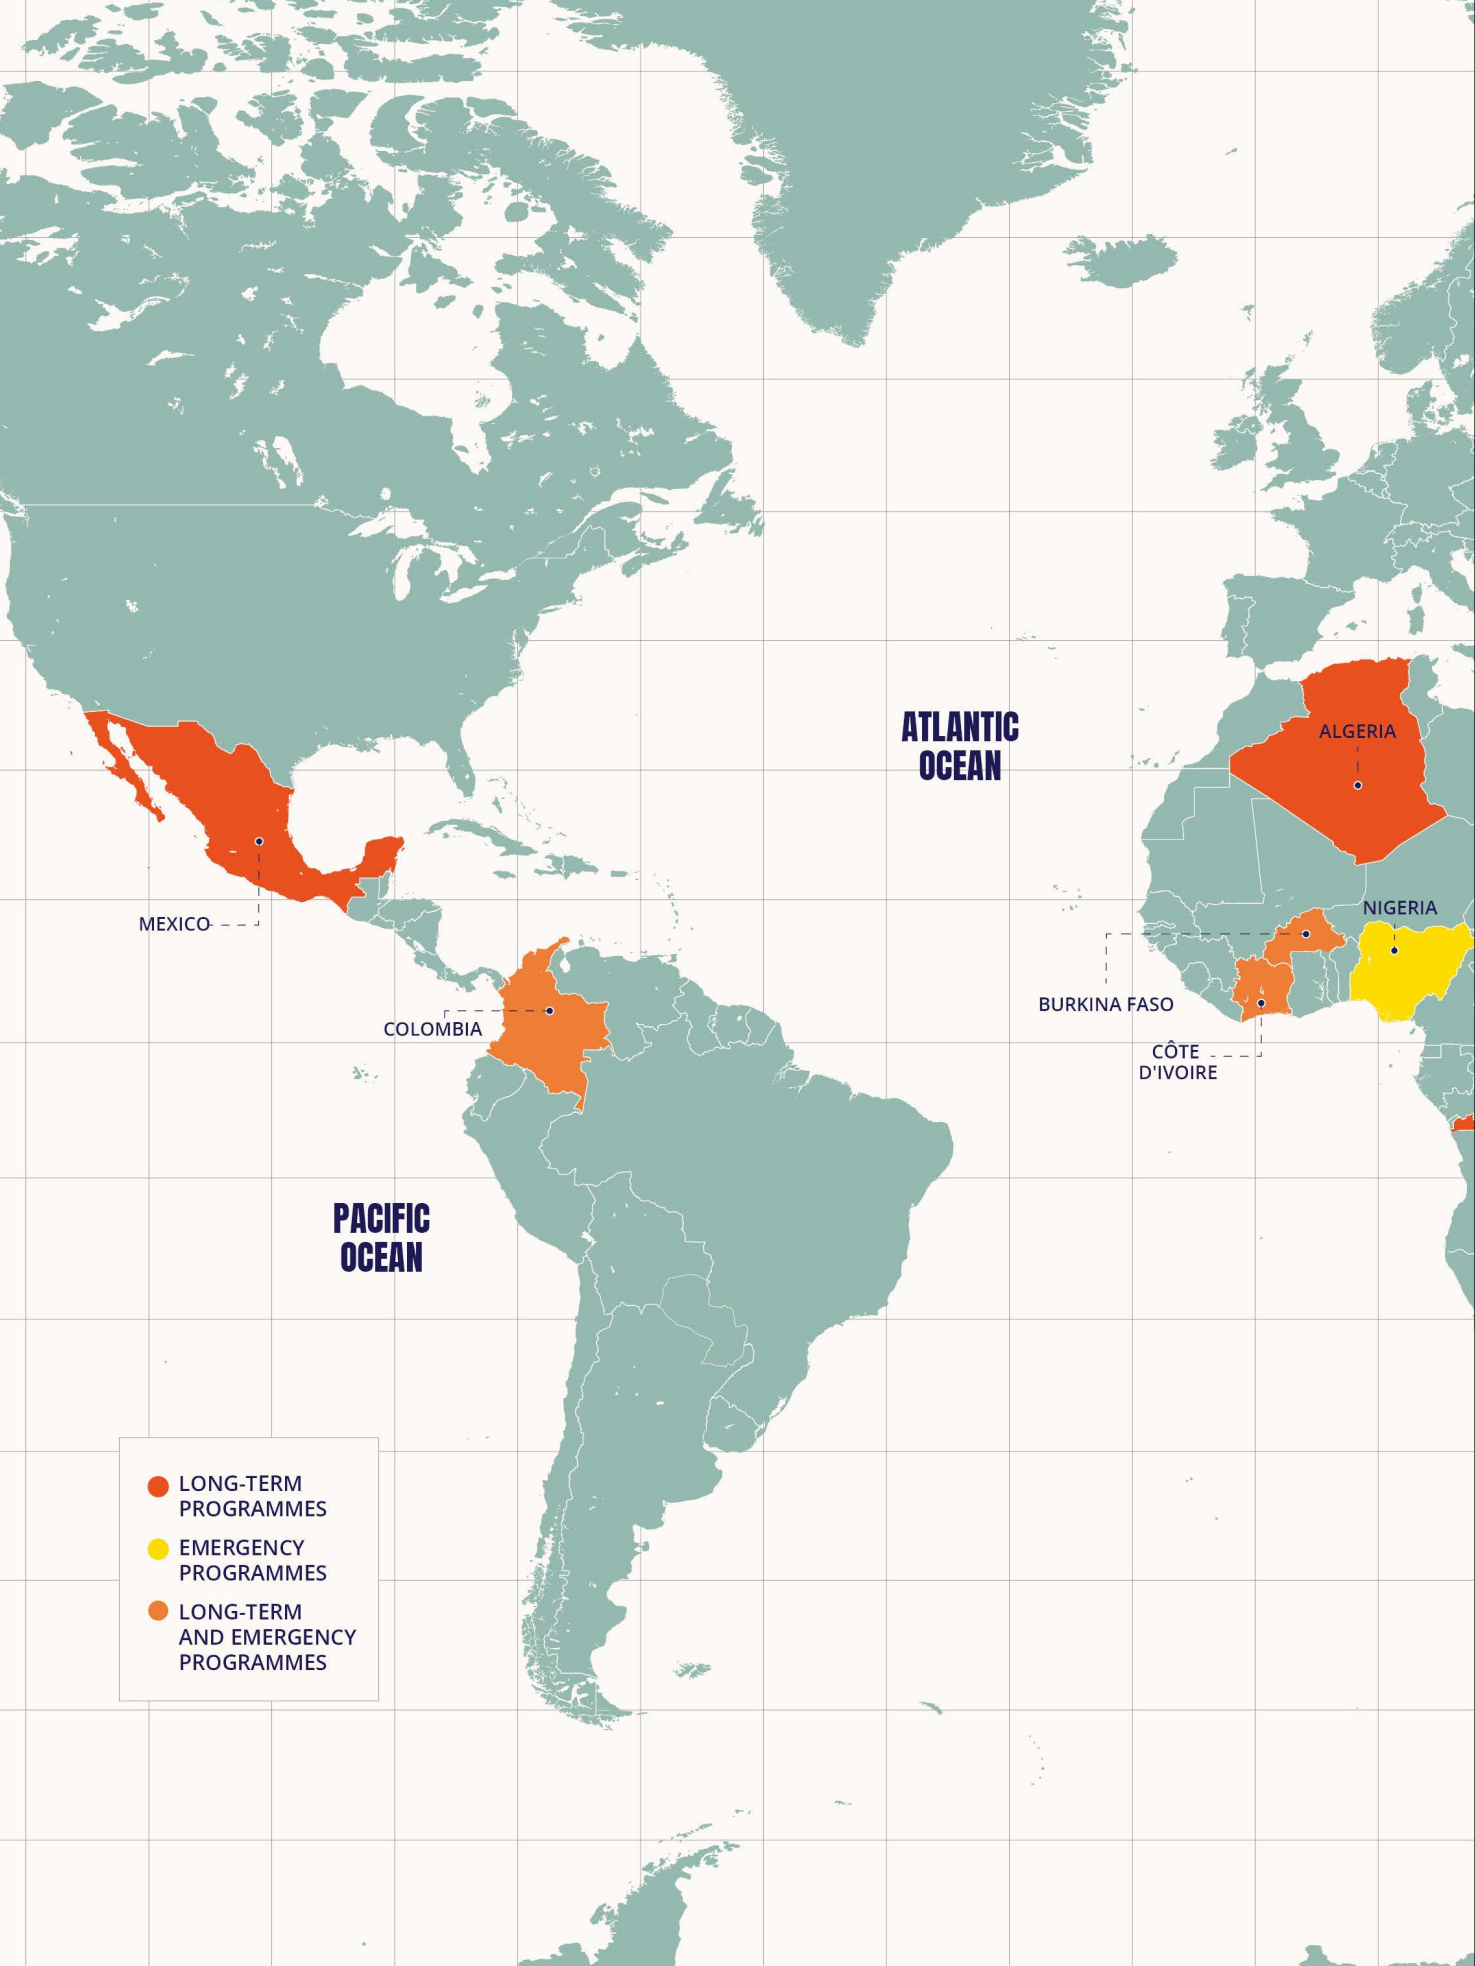 ATLANTIC
OCEAN
ALGERIA
MEXICO
NIGERIA
BURKINA FASO
COLOMBIA
CÔTE
D'IVOIRE
PACIFIC
OCEAN
LONG-TERM
PROGRAMMES
EMERGENCY
PROGRAMMES
LONG-TERM
AND EMERGENCY
PROGRAMMES